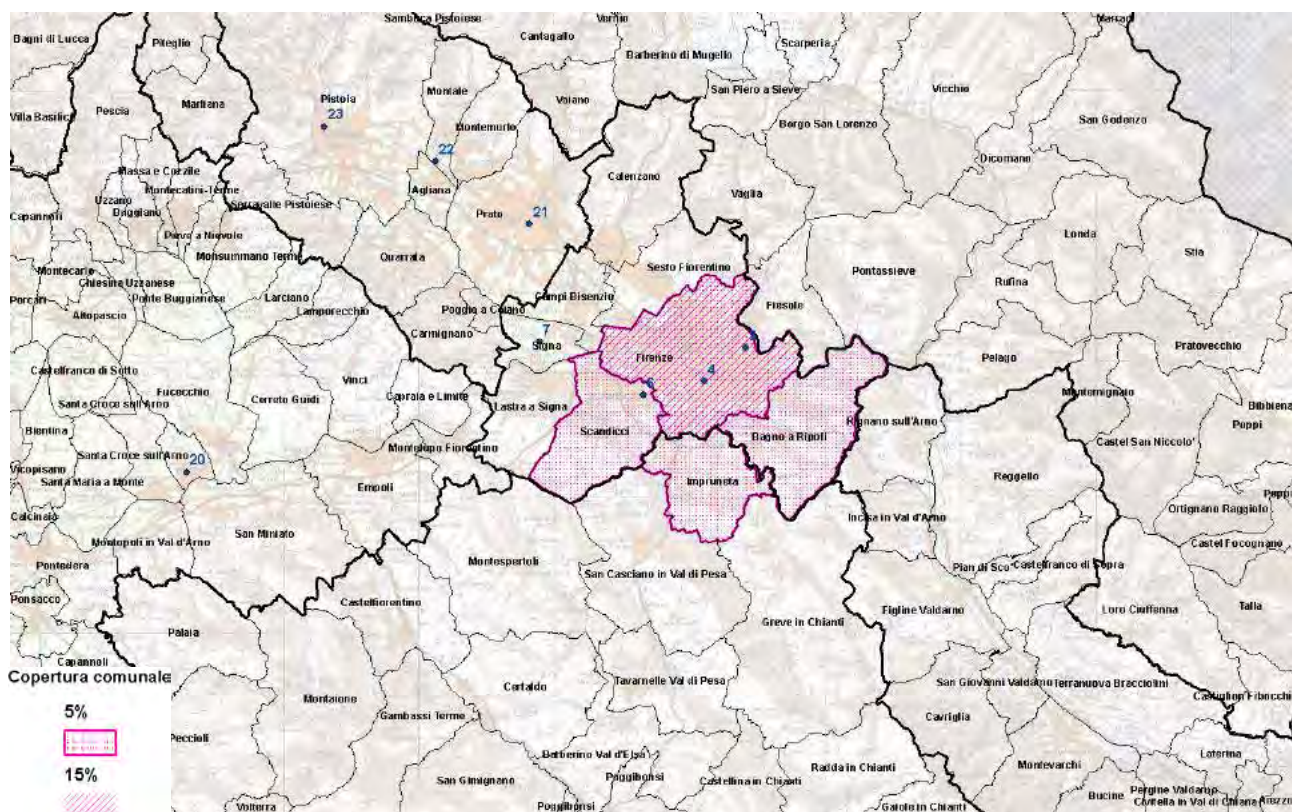 Sambuca Pistoiese
Vernio
Marradi
Bagni di Lucca
Piteglio
Cantagallo
Scarperia
Barberino di Mugello
Vicchio
Montale
San Piero a Sieve
Pistoia
Marliana
Vaiano
Pescia
23
Villa Basilica
Montemurlo
Borgo San Lorenzo
San Godenzo
22
Dicomano
Massa e Cozzile
Calenzano
Montecatini-Terme
Agliana
Vaglia
Uzzano
Serravalle Pistoiese
Buggiano
Prato
21
Capannori
Londa
Pieve a Nievole
Stia
Monsummano Terme
Quarrata
Sesto Fiorentino
Montecarlo
Pontassieve
Chiesina Uzzanese
Rufina
Porcari
Ponte Buggianese
Larciano
Campi Bisenzio
Fiesole
Altopascio
Lamporecchio
Poggio a Caiano
7
Carmignano
Signa
Pelago
Pratovecchio
Firenze
Castelfranco di Sotto
Vinci
4
Fucecchio
6
Montemignaio
Santa Croce sull'Arno
Cerreto Guidi
Capraia e Limite
Lastra a Signa
Bibbiena
Rignano sull'Arno
Poppi
Bientina
Scandicci
Bagno a Ripoli
Castel San Niccolo'
Montelupo Fiorentino
Santa Croce sull'Arno
20
Vicopisano
Reggello
Santa Maria a Monte
Impruneta
Empoli
Poppi
Ortignano Raggiolo
Calcinaia
Incisa in Val d'Arno
San Miniato
Montopoli in Val d'Arno
Castel Focognano
Pontedera
Montespertoli
Pian di Sco'
Castelfranco di Sopra
San Casciano in Val di Pesa
Ponsacco
Castelfiorentino
Talla
Figline Valdarno
Loro Ciuffenna
Greve in Chianti
Palaia
Capannoli
Copertura comunale
Tavarnelle Val di Pesa
San Giovanni Valdarno
Terranuova Bracciolini
Certaldo
Castiglion Fibocchi
Montaione
5%
Cavriglia
Gambassi Terme
Peccioli
Barberino Val d'Elsa
Laterina
Montevarchi
Radda in Chianti
15%
San Gimignano
Poggibonsi
Castellina in Chianti
Pergine Valdarno
Bucine
Volterra
Poggibonsi
Gaiole in Chianti
Civitella in Val di Chiana
Arezzo